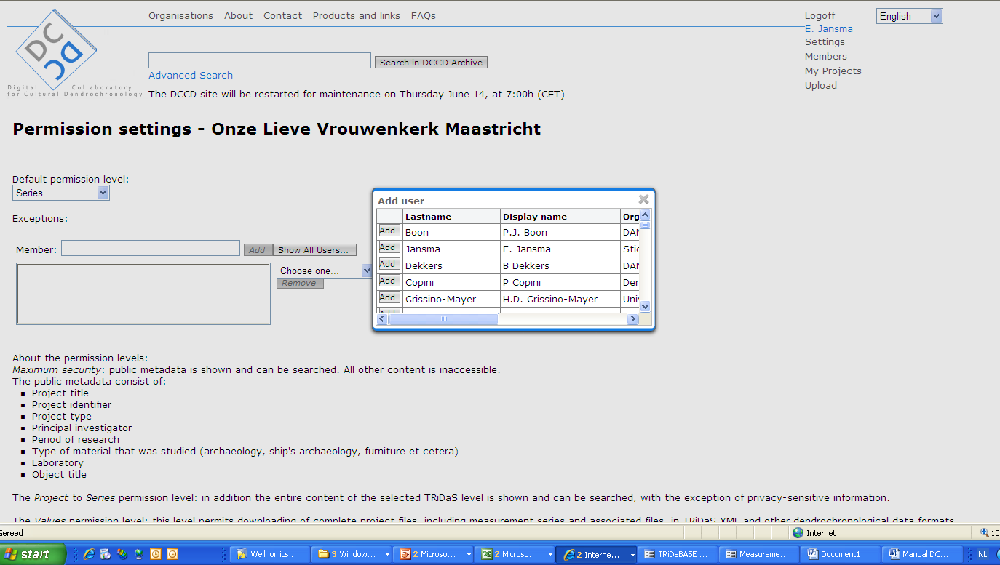 Organisations About Contact Products and links FAQs
Logoff
English
E. Jansma
Settings
Members
My Projects
Upload
DC
CD
Digital Collaboratory
for Cultural Dendrochronology
Search in DCCD Archive
Advanced Search
The DCCD site will be restarted for maintenance on Thursday June 14, at 7:00h (CET)
Permission settings - Onze Lieve Vrouwenkerk Maastricht
Default permission level:
Series
Exceptions:
Member: Add Show All Users...
Choose one...
Remove
Add user
Lastname Display name Org
Add Boon P.J. Boon DAN
Add Jansma E. Jansma Stic
Add Dekkers B Dekkers DAN
Add Copini P Copini Den
Add Grissino-Mayer H.D. Grissino-Mayer Univ
About the permission levels:
Maximum security: public metadata is shown and can be searched. All other content is inaccessible.
The public metadata consist of:
Project title
Project identifier
Project type
Principal investigator
Period of research
Type of material that was studied (archaeology, ship's archaeology, furniture et cetera)
Laboratory
Object title
The Project to Series permission level: in addition the entire content of the selected TRiDaS level is shown and can be searched, with the exception of privacy-sensitive information.
The Values permission level: this level permits downloading of complete project files, including measurement series and associated files, in TRiDaS XML and other dendrochronological data formats
Gereed
Internet
10
start
Wellnomics ...
3 Window...
2 Microso...
2 Microso...
2 Interne...
TRiDaBASE ...
Measureme...
Document1...
Manual DC...
NL